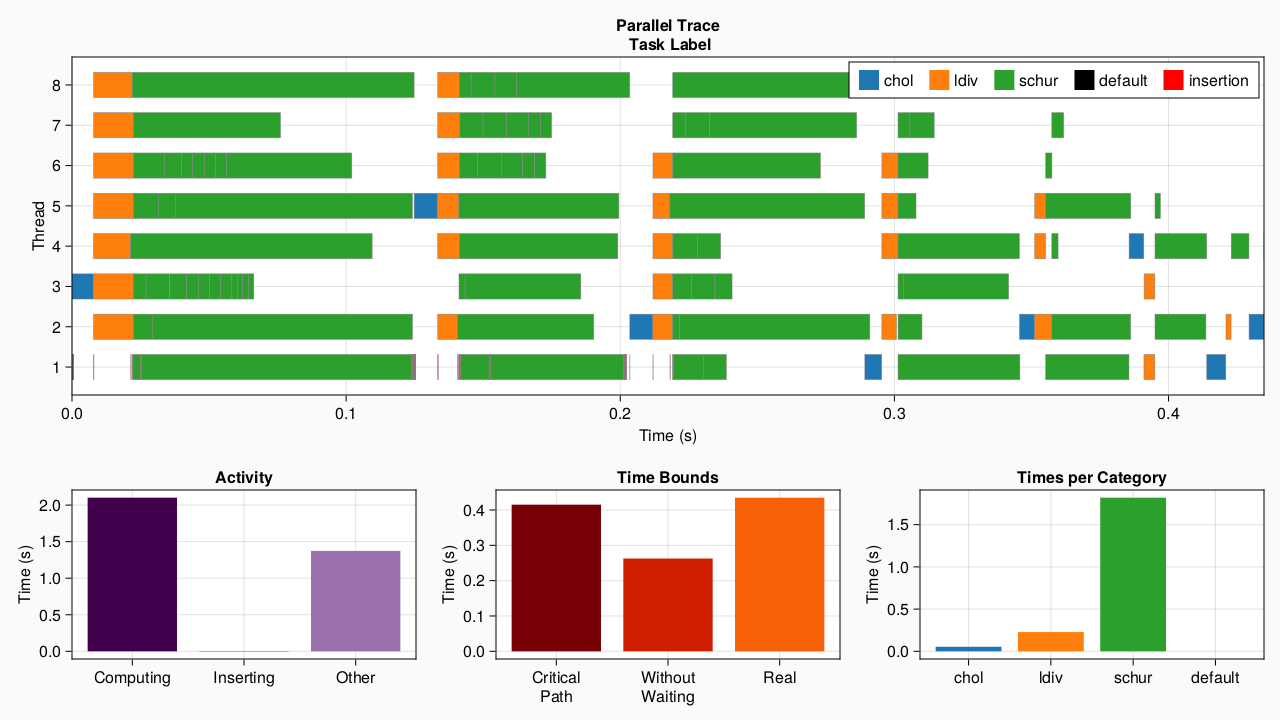 Parallel Trace
Task Label
chol ldiv schur default insertion
Thread
8
7
6
5
4
3
2
1
0.0 0.1 0.2 0.3 0.4
Time (s)
Activity
Time (s)
2.0
1.5
1.0
0.5
0.0
Computing Inserting Other
Time Bounds
Time (s)
0.4
0.3
0.2
0.1
0.0
Critical Without Real
Path Waiting
Times per Category
Time (s)
1.5
1.0
0.5
0.0
chol ldiv schur default